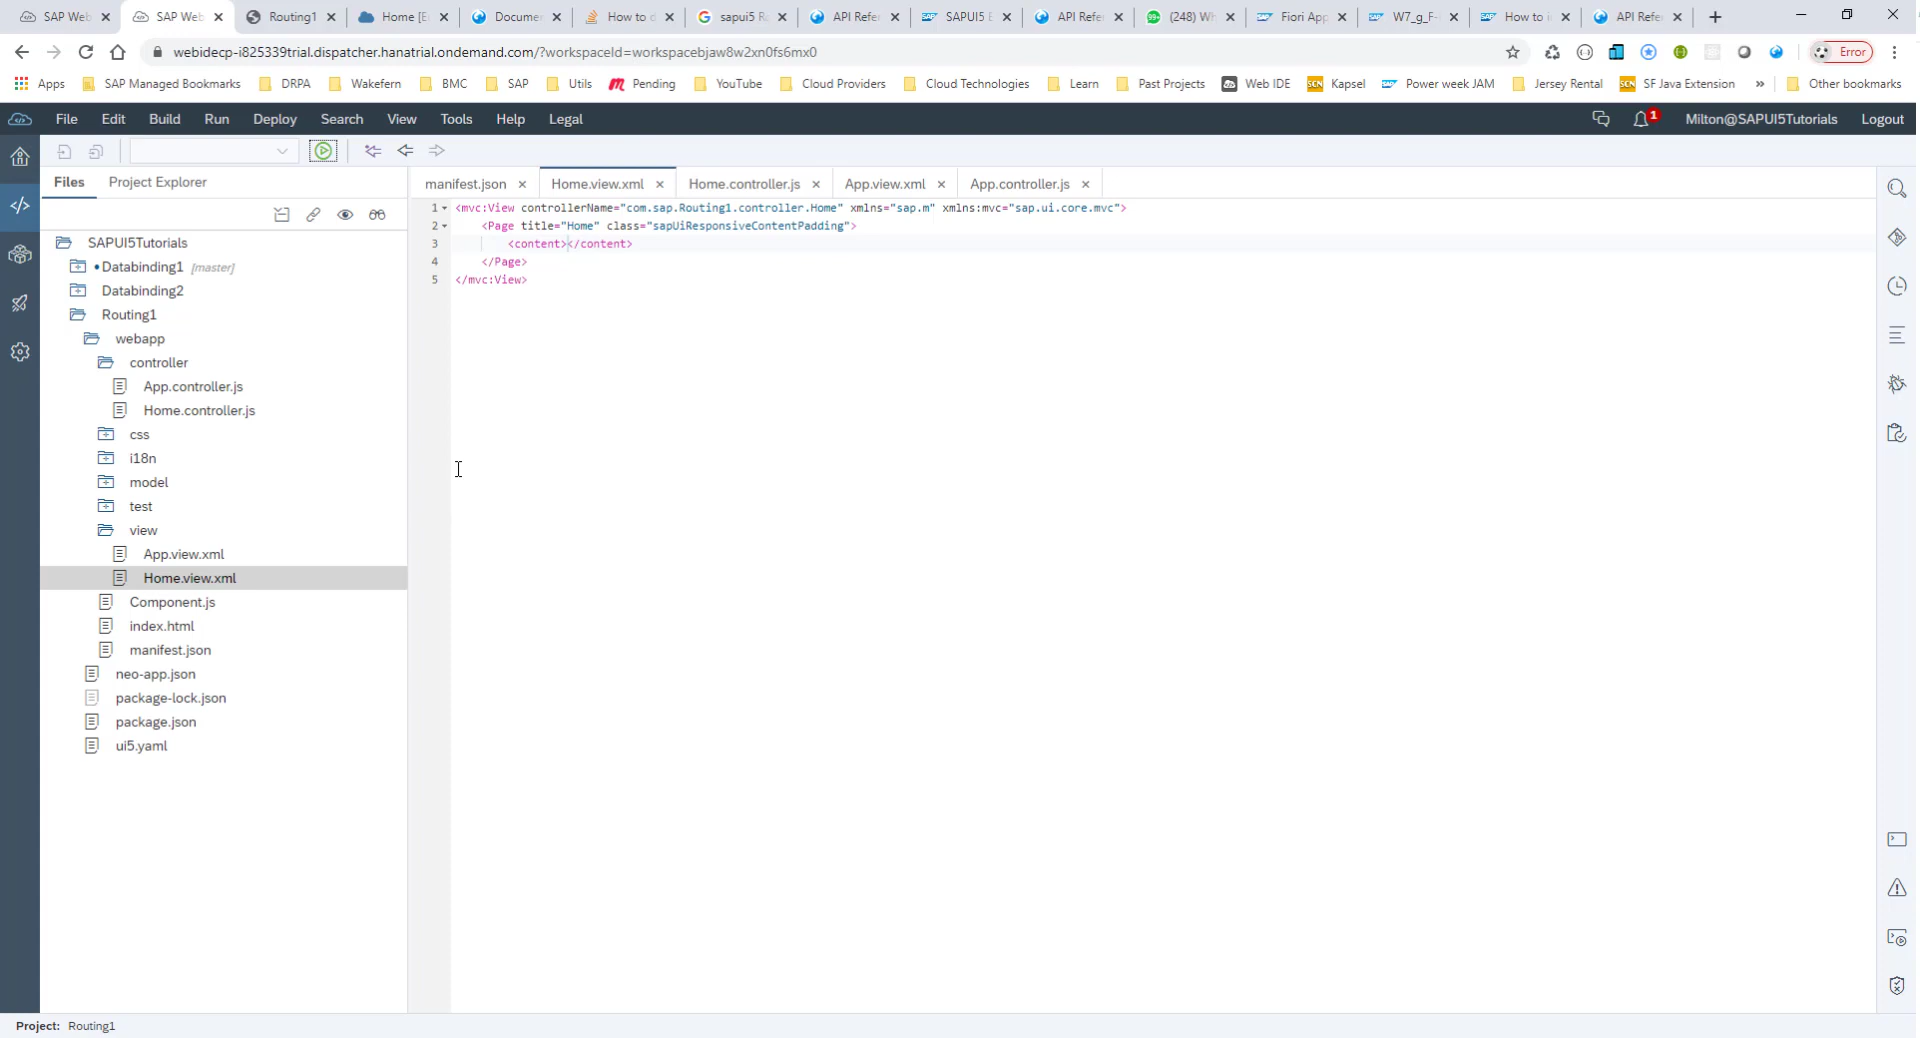 SAP Web
SAP Web
Routing1
Home [E
Documen
How to d
sapui5 R
API Refer
SAPUI5 E
API Refer
(248) Wh
Fiori App
W7_g_F-
How to i
API Refer
webidecp-i825339trial.dispatcher.hanatrial.ondemand.com/?workspaceId=workspacebjaw8w2xn0fs6mx0
Error
Apps SAP Managed Bookmarks DRPA Wakefern BMC SAP Utils Pending YouTube Cloud Providers Cloud Technologies Learn Past Projects Web IDE Kapsel Power week JAM Jersey Rental SF Java Extension » Other bookmarks
File Edit Build Run Deploy Search View Tools Help Legal 1 Milton@SAPUI5Tutorials Logout
Files Project Explorer
manifest.json Home.view.xml Home.controller.js App.view.xml App.controller.js
SAPUI5Tutorials
Databinding1 [master]
Databinding2
Routing1
webapp
controller
App.controller.js
Home.controller.js
css
i18n
model
test
view
App.view.xml
Home.view.xml
Component.js
index.html
manifest.json
neo-app.json
package-lock.json
package.json
ui5.yaml
1 <mvc:View controllerName="com.sap.Routing1.controller.Home" xmlns="sap.m" xmlns:mvc="sap.ui.core.mvc">
2 <Page title="Home" class="sapUiResponsiveContentPadding">
3 <content></content>
4 </Page>
5 </mvc:View>
Project: Routing1